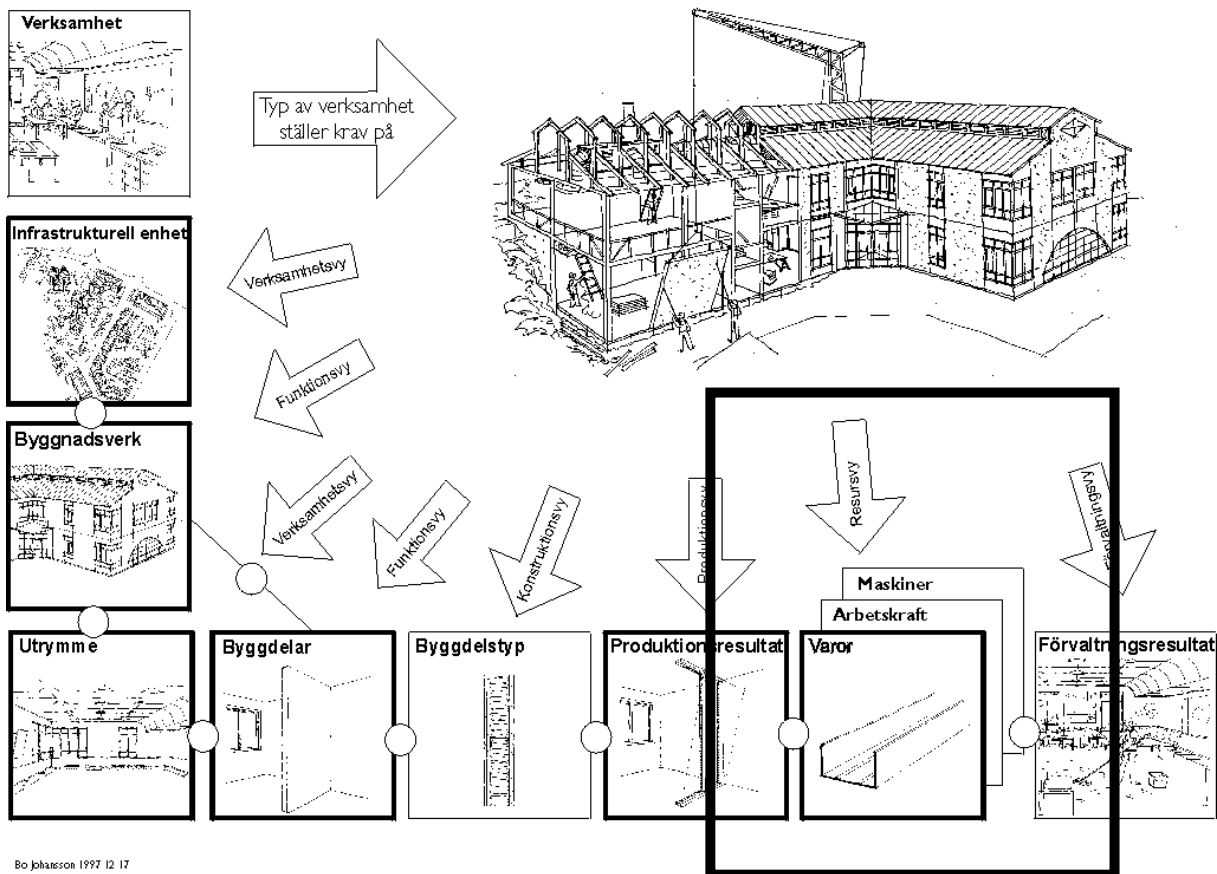 Verksamhet
Typ av verksamhet
ställer krav på
Infrastrukturell enhet
Verksamhetsvy
Funktionsvy
Byggnadsverk
Verksamhetsvy
Funktionsvy
Konstruktionsvy
Produktionsvy
Resursvy
Förvaltningsvy
Maskiner
Arbetskraft
Utrymme
Byggdelar
Byggdelstyp
Produktionsresultat
Varor
Förvaltningsresultat
Bo Johansson 1997 12 17